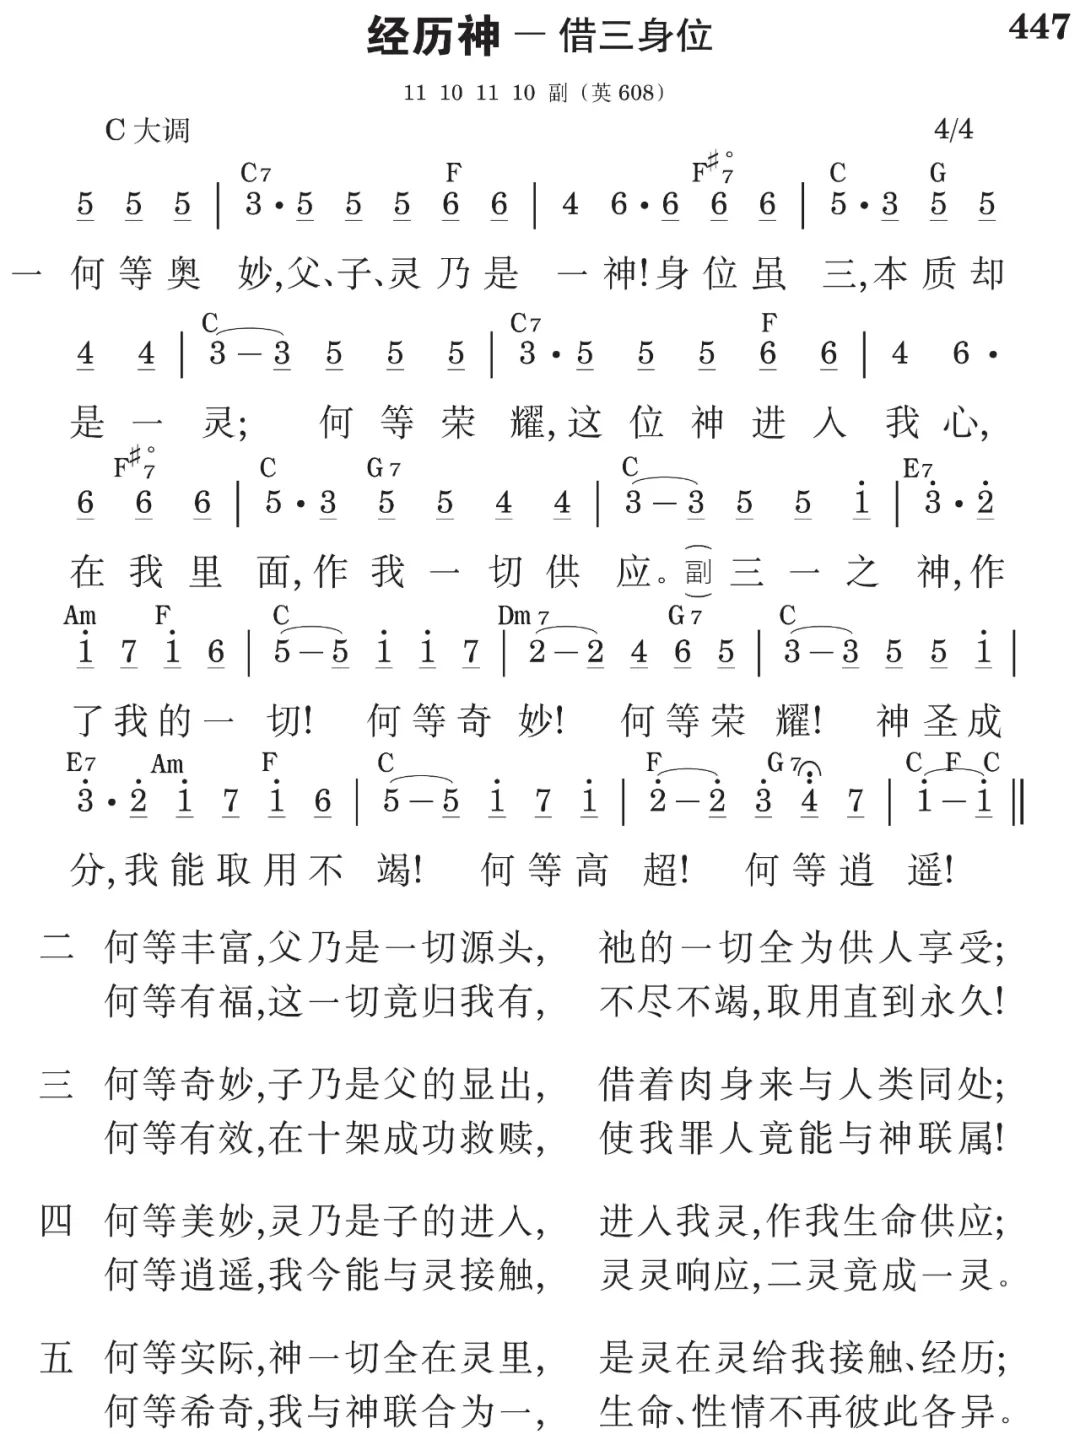 经历神 — 借三身位 447
11 10 11 10 副（英 608）
C 大调 4/4
C7 F F♯°7 C G
5 5 5 | 3 · 5 5 5 6 6 | 4 6 · 6 6 6 | 5 · 3 5 5
一 何等奥 妙,父、子、灵乃是 一神!身位虽 三,本质却
C C7 F
4 4 | 3 – 3 5 5 5 | 3 · 5 5 5 6 6 | 4 6 ·
是一灵; 何等荣耀,这位神进入我心,
F♯°7 C G7 C E7
6 6 6 | 5 · 3 5 5 4 4 | 3 – 3 5 5 1̇ | 3̇ · 2̇
在我里面,作我一切供应。(副)三一之神,作
Am F C Dm7 G7 C
1̇ 7 1̇ 6 | 5 – 5 1̇ 1̇ 7 | 2 – 2 4 6 5 | 3 – 3 5 5 1̇ |
了我的一切! 何等奇妙! 何等荣耀! 神圣成
E7 Am F C F G7 C F C
3̇ · 2̇ 1̇ 7 1̇ 6 | 5 – 5 1̇ 7 1̇ | 2̇ – 2̇ 3̇ 4̇ 7 | 1̇ – 1̇ ‖
分,我能取用不竭! 何等高超! 何等逍遥!
二 何等丰富,父乃是一切源头, 祂的一切全为供人享受;
何等有福,这一切竟归我有, 不尽不竭,取用直到永久!
三 何等奇妙,子乃是父的显出, 借着肉身来与人类同处;
何等有效,在十架成功救赎, 使我罪人竟能与神联属!
四 何等美妙,灵乃是子的进入, 进入我灵,作我生命供应;
何等逍遥,我今能与灵接触, 灵灵响应,二灵竟成一灵。
五 何等实际,神一切全在灵里, 是灵在灵给我接触、经历;
何等希奇,我与神联合为一, 生命、性情不再彼此各异。